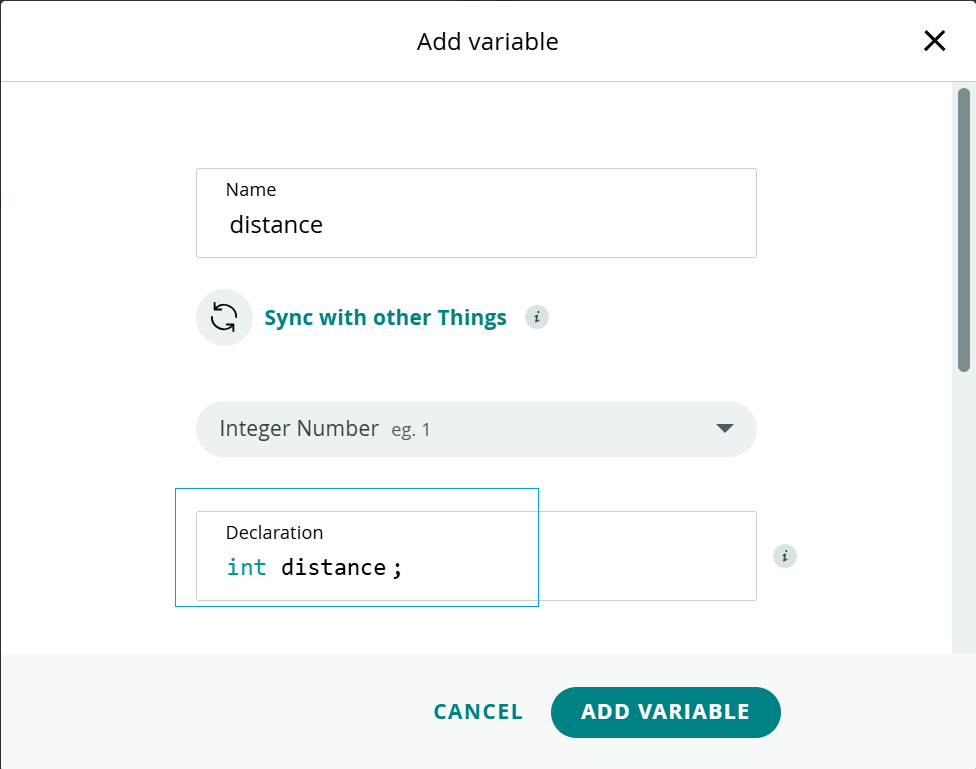 Add variable
Name
distance
Sync with other Things i
Integer Number eg. 1
Declaration
int distance;
i
CANCEL ADD VARIABLE